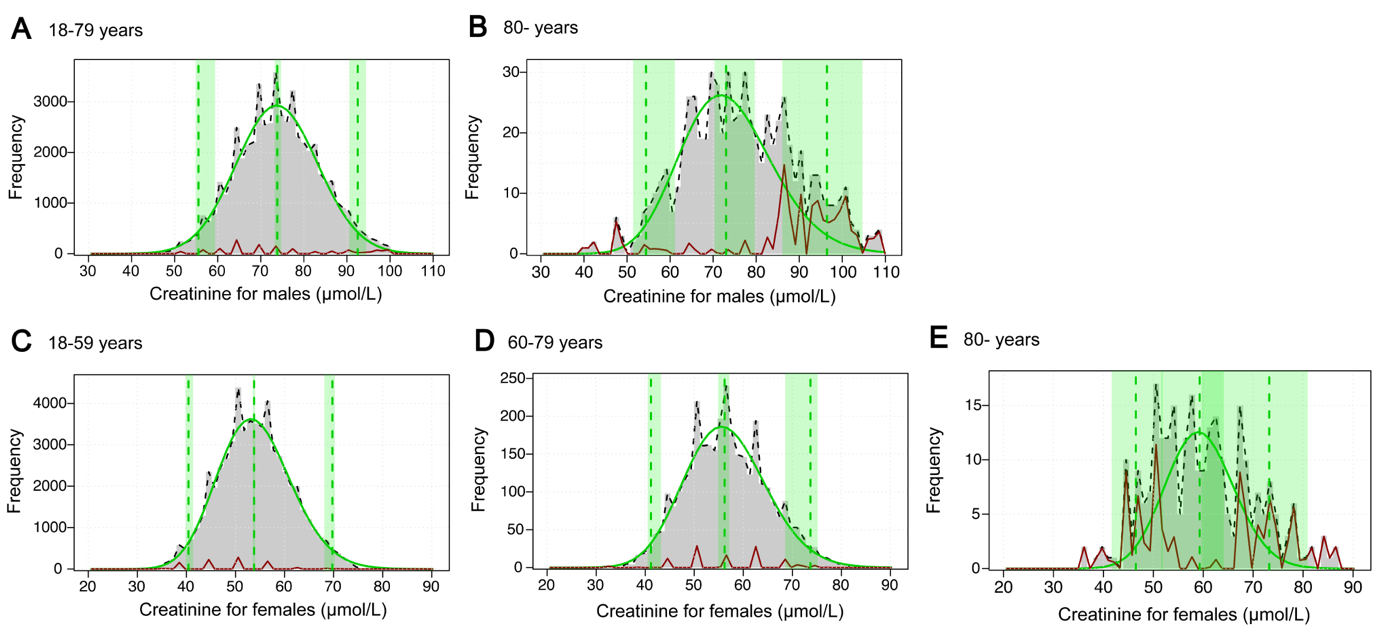 A 18-79 years
Frequency
3000
2000
1000
0
30 40 50 60 70 80 90 100 110
Creatinine for males (µmol/L)
B 80- years
Frequency
30
20
10
0
30 40 50 60 70 80 90 100 110
Creatinine for males (µmol/L)
C 18-59 years
Frequency
4000
3000
2000
1000
0
20 30 40 50 60 70 80 90
Creatinine for females (µmol/L)
D 60-79 years
Frequency
250
200
150
100
50
0
20 30 40 50 60 70 80 90
Creatinine for females (µmol/L)
E 80- years
Frequency
15
10
5
0
20 30 40 50 60 70 80 90
Creatinine for females (µmol/L)